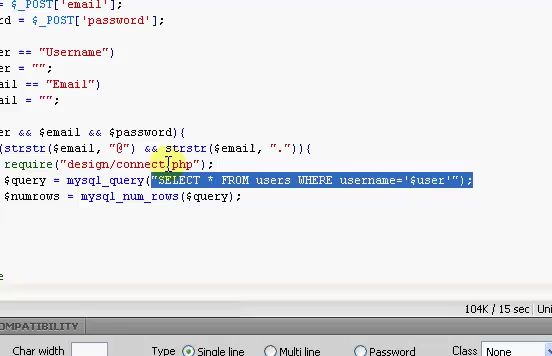 = $_POST['email'];
rd = $_POST['password'];
er == "Username")
er = "";
ail == "Email")
ail = "";
er && $email && $password){
(strstr($email, "@") && strstr($email, ".")){
require("design/connect.php");
$query = mysql_query("SELECT * FROM users WHERE username='$user'");
$numrows = mysql_num_rows($query);
e
104K / 15 sec Uni
OMPATIBILITY
Char width Type Single line Multi line Password Class None